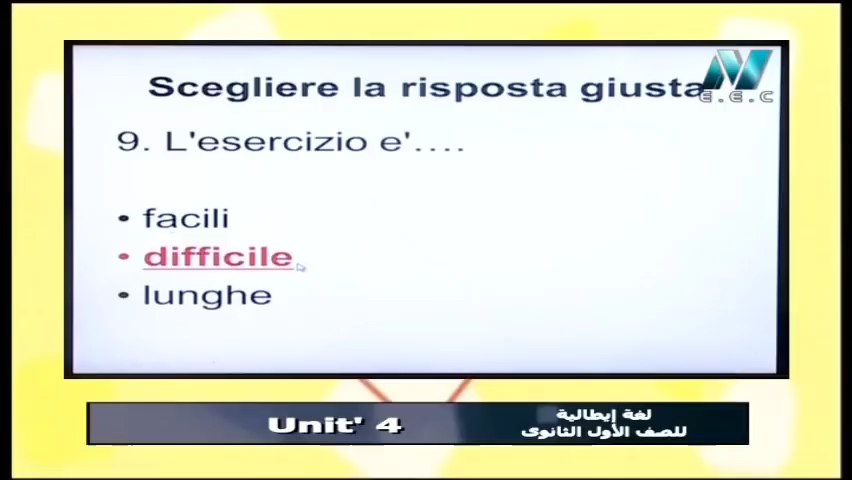 Scegliere la risposta giusta
E.E.C
9. L'esercizio e'....
• facili
• difficile
• lunghe
Unit' 4
لغة إيطالية
للصف الأول الثانوى